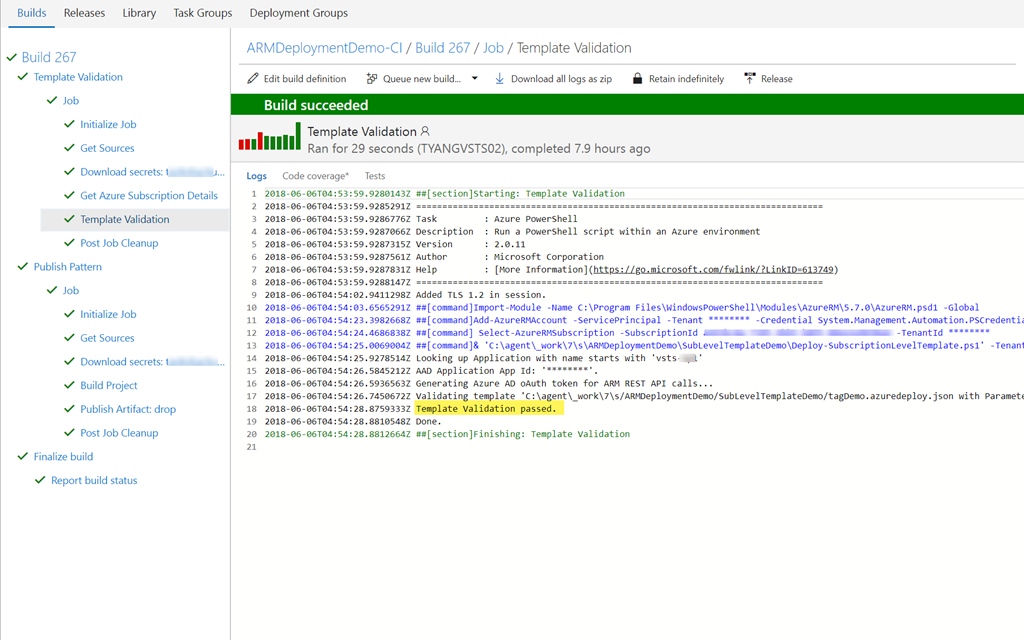 Builds Releases Library Task Groups Deployment Groups
Build 267
Template Validation
Job
Initialize Job
Get Sources
Download secrets: t...
Get Azure Subscription Details
Template Validation
Post Job Cleanup
Publish Pattern
Job
Initialize Job
Get Sources
Download secrets: t...
Build Project
Publish Artifact: drop
Post Job Cleanup
Finalize build
Report build status
ARMDeploymentDemo-CI / Build 267 / Job / Template Validation
Edit build definition Queue new build... Download all logs as zip Retain indefinitely Release
Build succeeded
Template Validation
Ran for 29 seconds (TYANGVSTS02), completed 7.9 hours ago
Logs Code coverage* Tests
1 2018-06-06T04:53:59.9280143Z ##[section]Starting: Template Validation
2 2018-06-06T04:53:59.9285291Z ==============================================================================
3 2018-06-06T04:53:59.9286776Z Task         : Azure PowerShell
4 2018-06-06T04:53:59.9287066Z Description  : Run a PowerShell script within an Azure environment
5 2018-06-06T04:53:59.9287315Z Version      : 2.0.11
6 2018-06-06T04:53:59.9287561Z Author       : Microsoft Corporation
7 2018-06-06T04:53:59.9287831Z Help         : [More Information](https://go.microsoft.com/fwlink/?LinkID=613749)
8 2018-06-06T04:53:59.9288147Z ==============================================================================
9 2018-06-06T04:54:02.9411298Z Added TLS 1.2 in session.
10 2018-06-06T04:54:03.6565291Z ##[command]Import-Module -Name C:\Program Files\WindowsPowerShell\Modules\AzureRM\5.7.0\AzureRM.psd1 -Global
11 2018-06-06T04:54:23.3982668Z ##[command]Add-AzureRMAccount -ServicePrincipal -Tenant ******** -Credential System.Management.Automation.PSCredentia
12 2018-06-06T04:54:24.4686838Z ##[command] Select-AzureRMSubscription -SubscriptionId -TenantId ********
13 2018-06-06T04:54:25.0069004Z ##[command]& 'C:\agent\_work\7\s\ARMDeploymentDemo\SubLevelTemplateDemo\Deploy-SubscriptionLevelTemplate.ps1' -Tenant
14 2018-06-06T04:54:25.9278514Z Looking up Application with name starts with 'vsts- '
15 2018-06-06T04:54:26.5845212Z AAD Application App Id: '********'.
16 2018-06-06T04:54:26.5936563Z Generating Azure AD oAuth token for ARM REST API calls...
17 2018-06-06T04:54:26.7450672Z Validating template 'C:\agent\_work\7\s/ARMDeploymentDemo/SubLevelTemplateDemo/tagDemo.azuredeploy.json with Paramete
18 2018-06-06T04:54:28.8759333Z Template Validation passed.
19 2018-06-06T04:54:28.8810548Z Done.
20 2018-06-06T04:54:28.8812664Z ##[section]Finishing: Template Validation
21